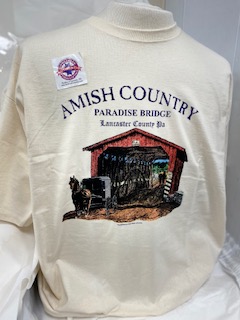 AMISH COUNTRY
PARADISE BRIDGE
Lancaster County Pa